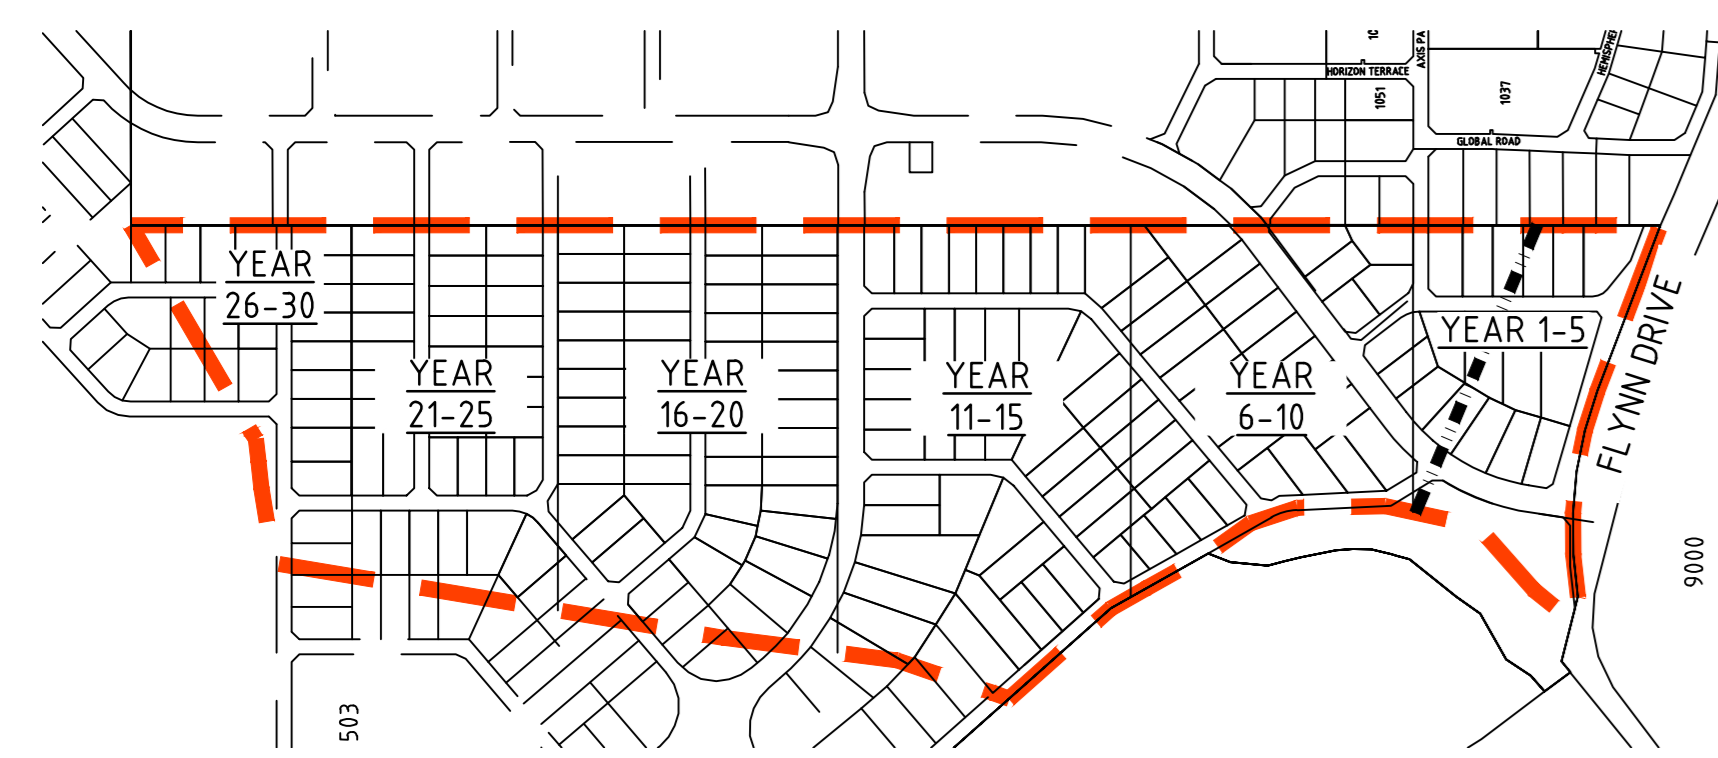 AXIS PA
HORIZON TERRACE
1051
1037
GLOBAL ROAD
YEAR
26-30
YEAR
21-25
YEAR
16-20
YEAR
11-15
YEAR
6-10
YEAR 1-5
FLYNN DRIVE
9000
503